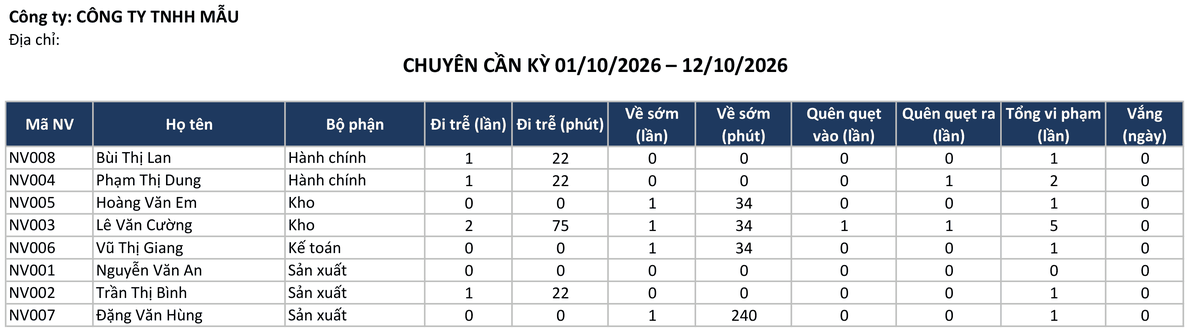 Công ty: CÔNG TY TNHH MẪU
Địa chỉ:
CHUYÊN CẦN KỲ 01/10/2026 – 12/10/2026
Mã NV Họ tên Bộ phận Đi trễ (lần) Đi trễ (phút) Về sớm (lần) Về sớm (phút) Quên quẹt vào (lần) Quên quẹt ra (lần) Tổng vi phạm (lần) Vắng (ngày)
NV008 Bùi Thị Lan Hành chính 1 22 0 0 0 0 1 0
NV004 Phạm Thị Dung Hành chính 1 22 0 0 0 1 2 0
NV005 Hoàng Văn Em Kho 0 0 1 34 0 0 1 0
NV003 Lê Văn Cường Kho 2 75 1 34 1 1 5 0
NV006 Vũ Thị Giang Kế toán 0 0 1 34 0 0 1 0
NV001 Nguyễn Văn An Sản xuất 0 0 0 0 0 0 0 0
NV002 Trần Thị Bình Sản xuất 1 22 0 0 0 0 1 0
NV007 Đặng Văn Hùng Sản xuất 0 0 1 240 0 0 1 0